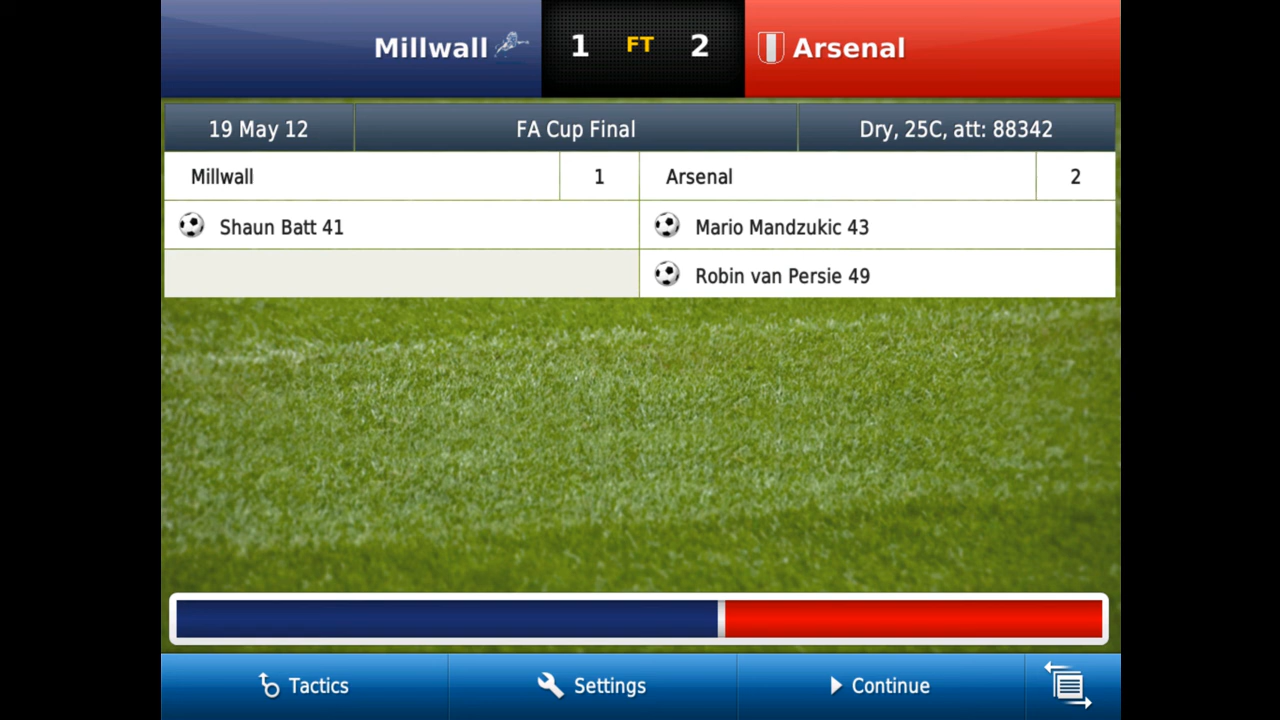 Millwall 1 FT 2 Arsenal
19 May 12 FA Cup Final Dry, 25C, att: 88342
Millwall 1 Arsenal 2
Shaun Batt 41 Mario Mandzukic 43
Robin van Persie 49
Tactics Settings Continue